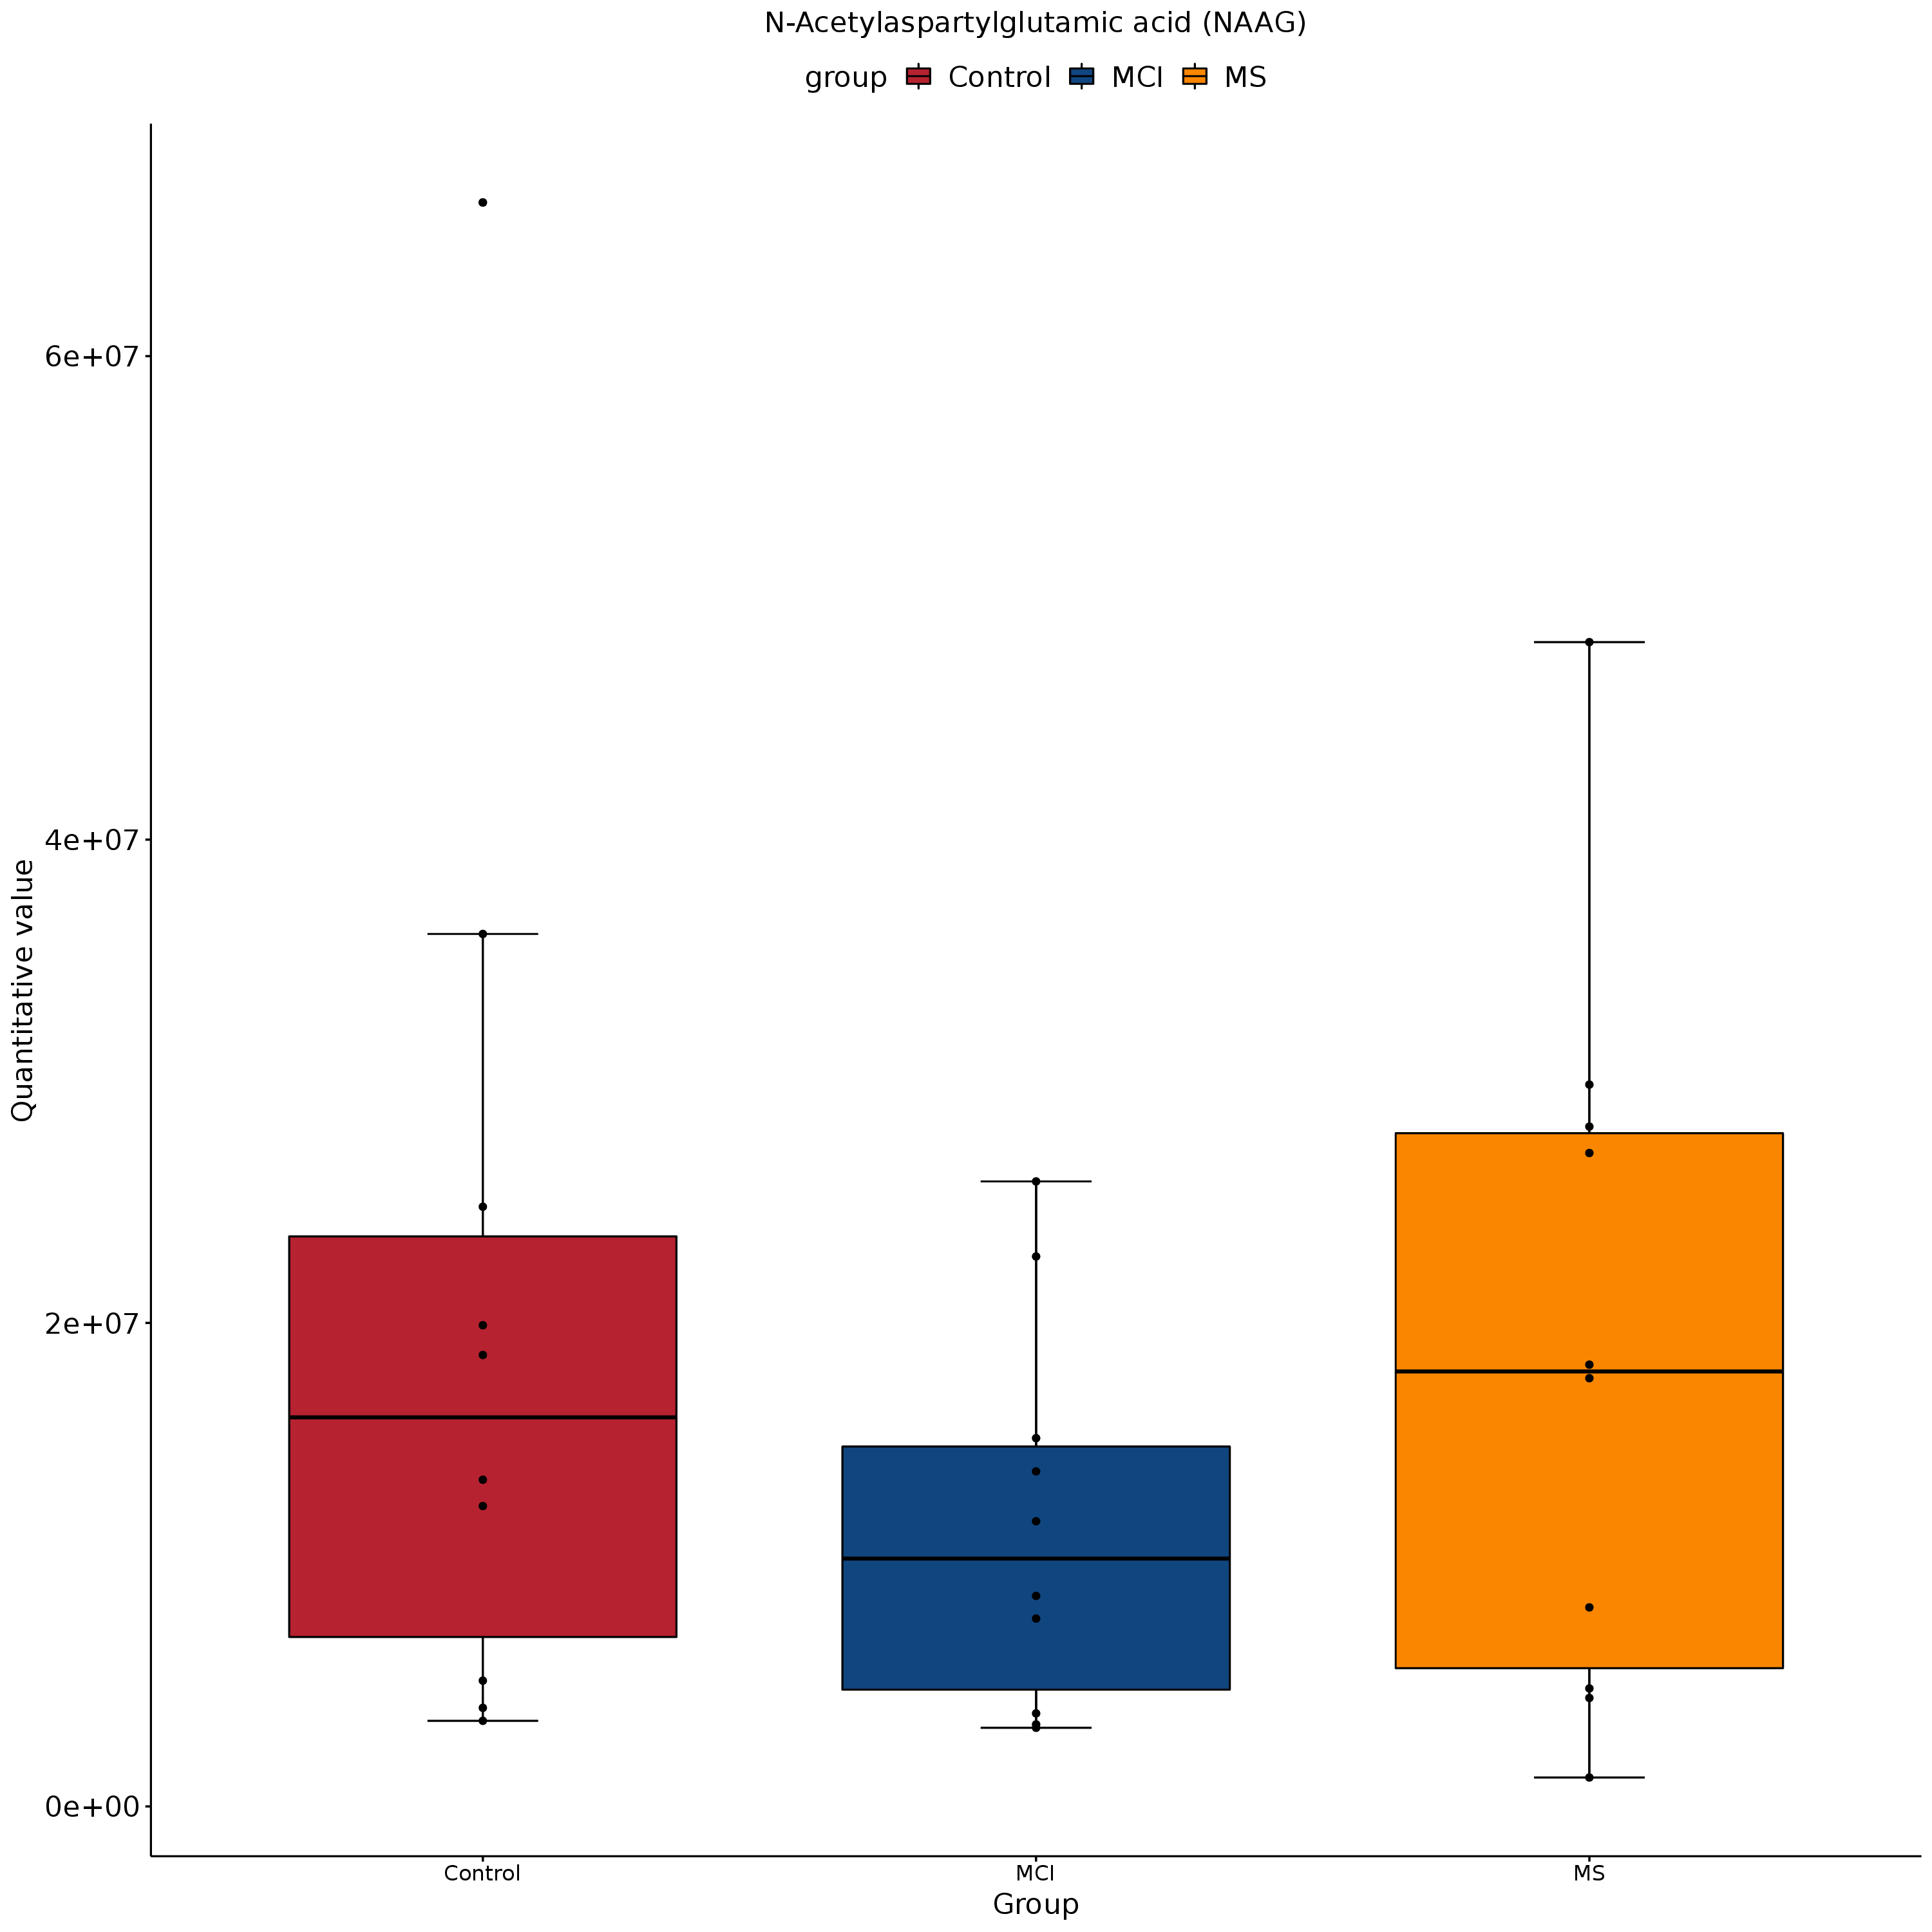 N-Acetylaspartylglutamic acid (NAAG)
group Control MCI MS
6e+07
4e+07
2e+07
0e+00
Quantitative value
Control MCI MS
Group